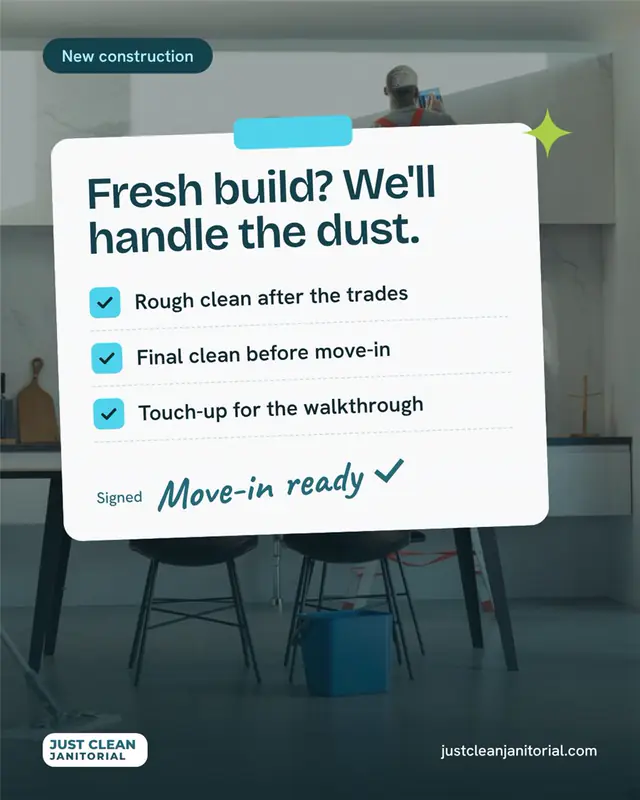 New construction
Fresh build? We'll
handle the dust.
Rough clean after the trades
Final clean before move-in
Touch-up for the walkthrough
Signed Move-in ready
JUST CLEAN
JANITORIAL
justcleanjanitorial.com